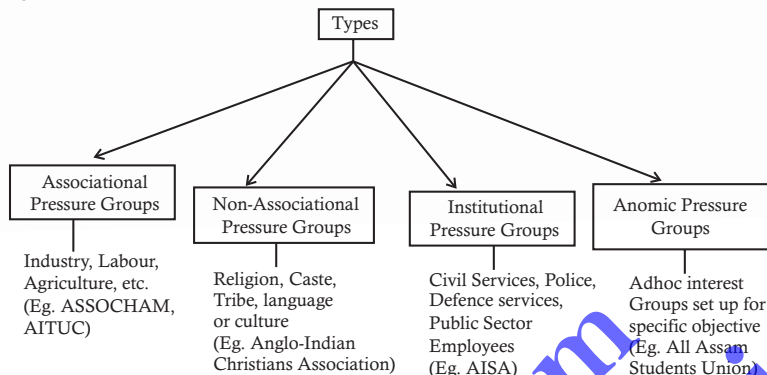 Types
Associational
Pressure Groups
Industry, Labour,
Agriculture, etc.
(Eg. ASSOCHAM,
AITUC)
Non-Associational
Pressure Groups
Religion, Caste,
Tribe, language
or culture
(Eg. Anglo-Indian
Christians Association)
Institutional
Pressure Groups
Civil Services, Police,
Defence services,
Public Sector
Employees
(Eg. AISA)
Anomic Pressure
Groups
Adhoc interest
Groups set up for
specific objective
(Eg. All Assam
Students Union)